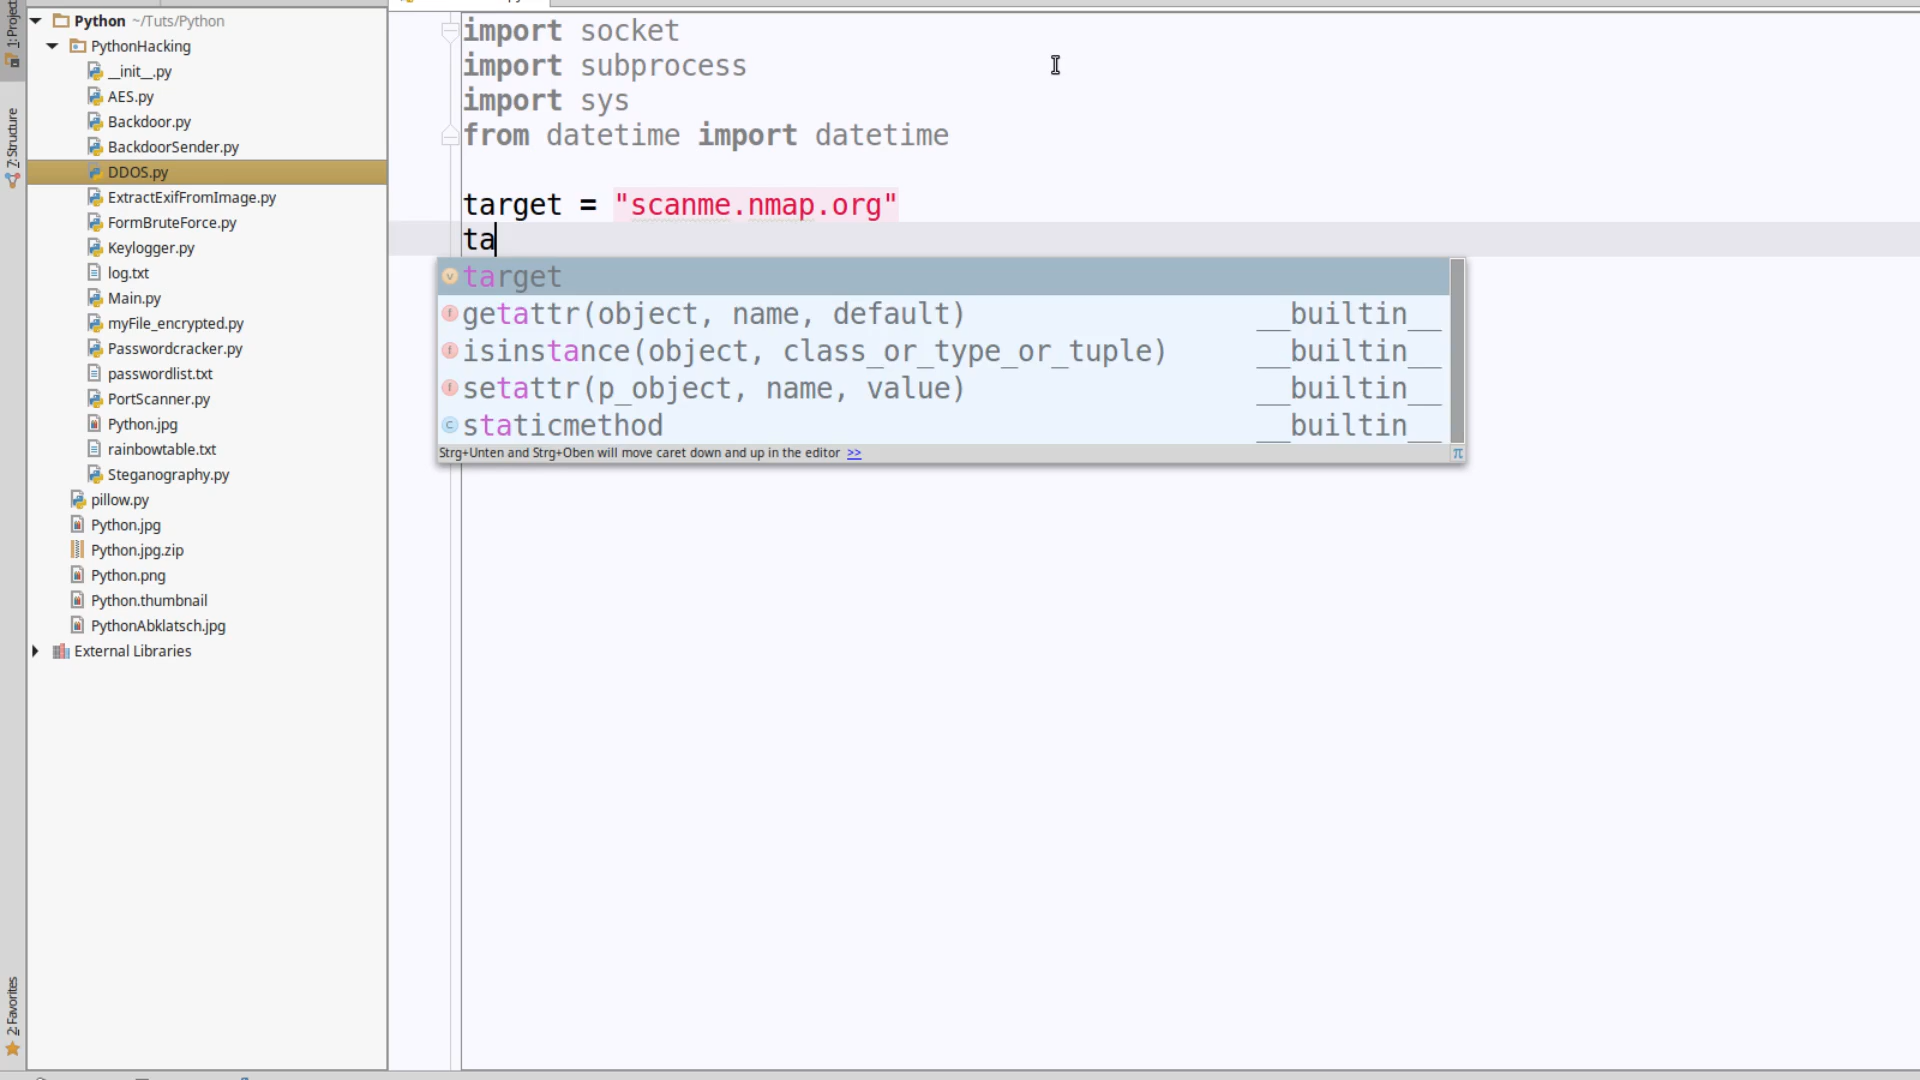 1: Project
Python ~/Tuts/Python
PythonHacking
__init__.py
AES.py
Backdoor.py
BackdoorSender.py
DDOS.py
ExtractExifFromImage.py
FormBruteForce.py
Keylogger.py
log.txt
Main.py
myFile_encrypted.py
Passwordcracker.py
passwordlist.txt
PortScanner.py
Python.jpg
rainbowtable.txt
Steganography.py
pillow.py
Python.jpg
Python.jpg.zip
Python.png
Python.thumbnail
PythonAbklatsch.jpg
External Libraries
7: Structure
2: Favorites
import socket
import subprocess
import sys
from datetime import datetime
target = "scanme.nmap.org"
ta
target
getattr(object, name, default) __builtin__
isinstance(object, class_or_type_or_tuple) __builtin__
setattr(p_object, name, value) __builtin__
staticmethod __builtin__
Strg+Unten and Strg+Oben will move caret down and up in the editor >>
π